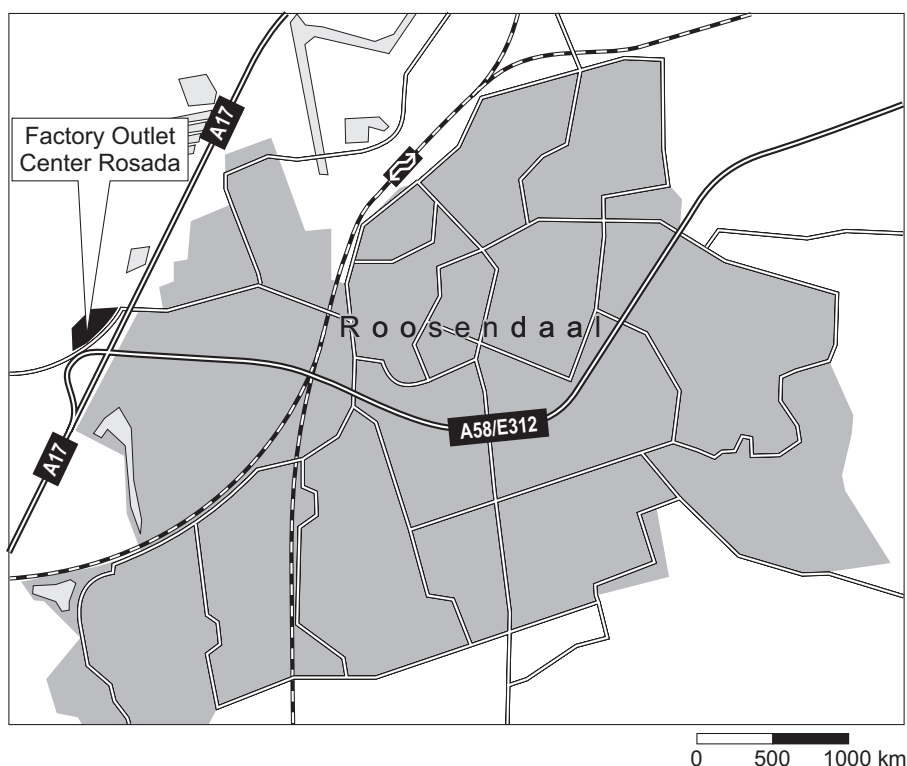 A17
Factory Outlet
Center Rosada
Roosendaal
A58/E312
A17
0 500 1000 km